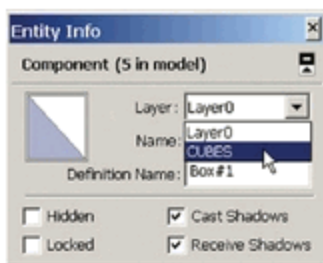 Entity Info
Component (5 in model)
Layer: Layer0
Layer0
Name:
CUBES
Definition Name: Box#1
Hidden Cast Shadows
Locked Receive Shadows